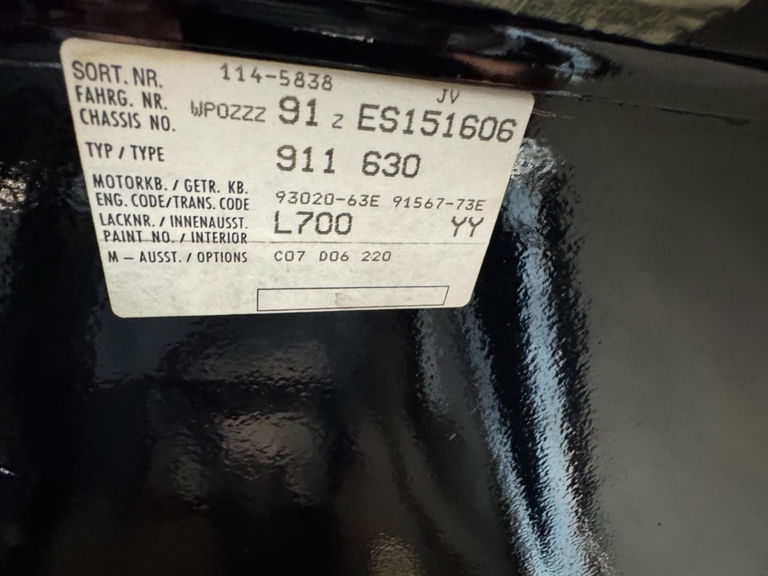 SORT. NR. 114-5838
FAHRG. NR. JV
CHASSIS NO. WPOZZZ 91 Z ES151606
TYP / TYPE 911 630
MOTORKB. / GETR. KB.
ENG. CODE/TRANS. CODE 93020-63E 91567-73E
LACKNR. / INNENAUSST. L700 YY
PAINT NO. / INTERIOR
M – AUSST. / OPTIONS C07 D06 220